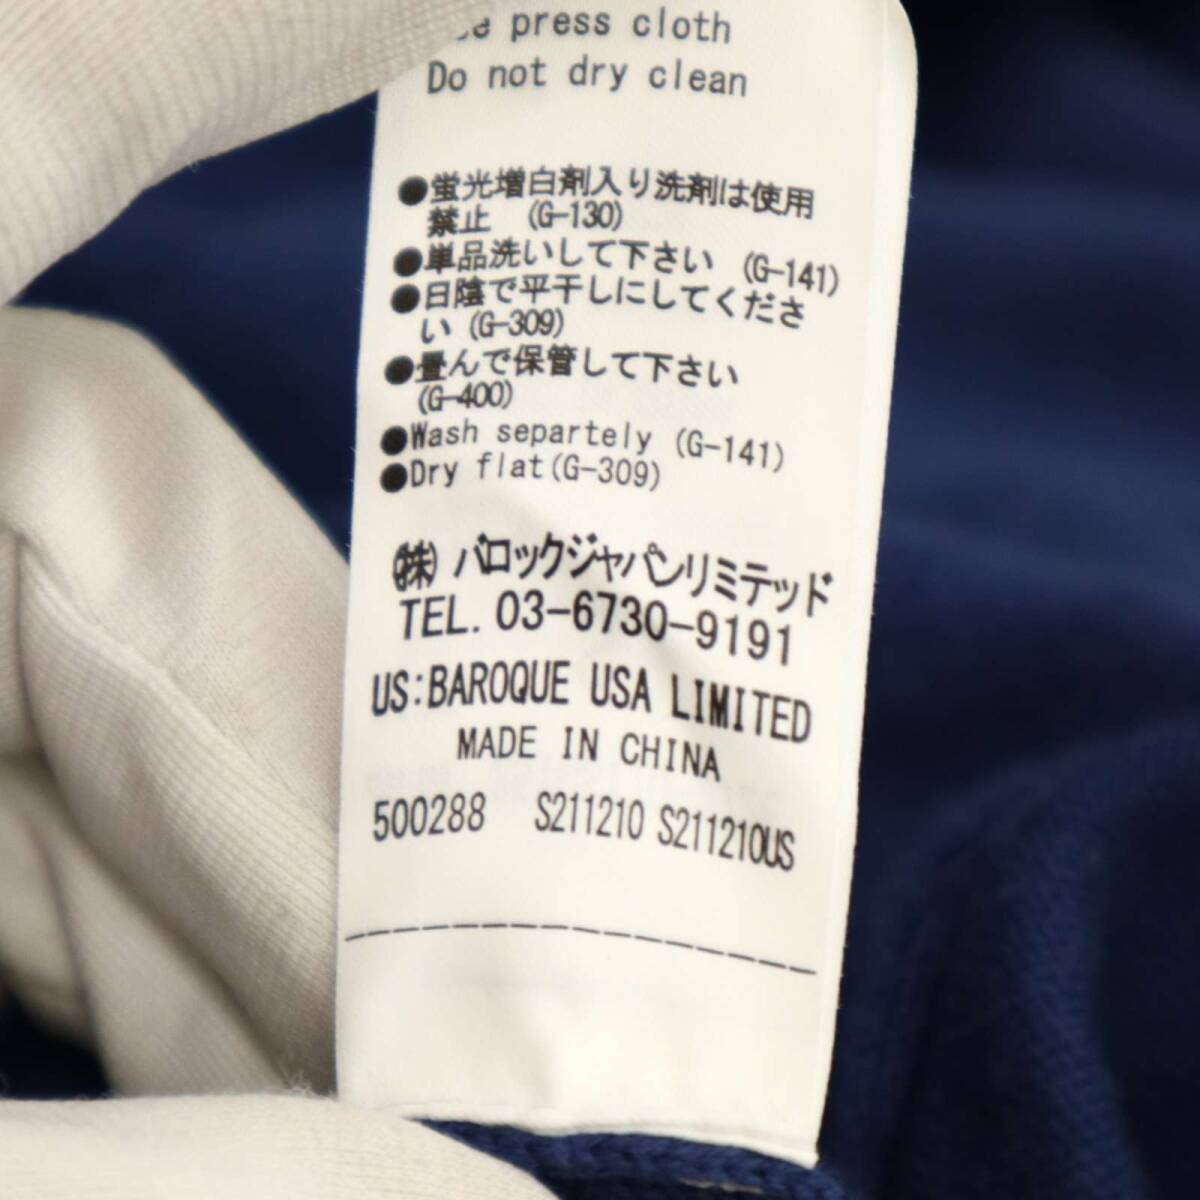 press cloth
Do not dry clean
●蛍光増白剤入り洗剤は使用
禁止 (G-130)
●単品洗いして下さい (G-141)
●日陰で平干しにしてくださ
い (G-309)
●畳んで保管して下さい
(G-400)
●Wash separtely (G-141)
●Dry flat(G-309)
(株) バロックジャパンリミテッド
TEL. 03-6730-9191
US:BAROQUE USA LIMITED
MADE IN CHINA
500288 S211210 S211210US